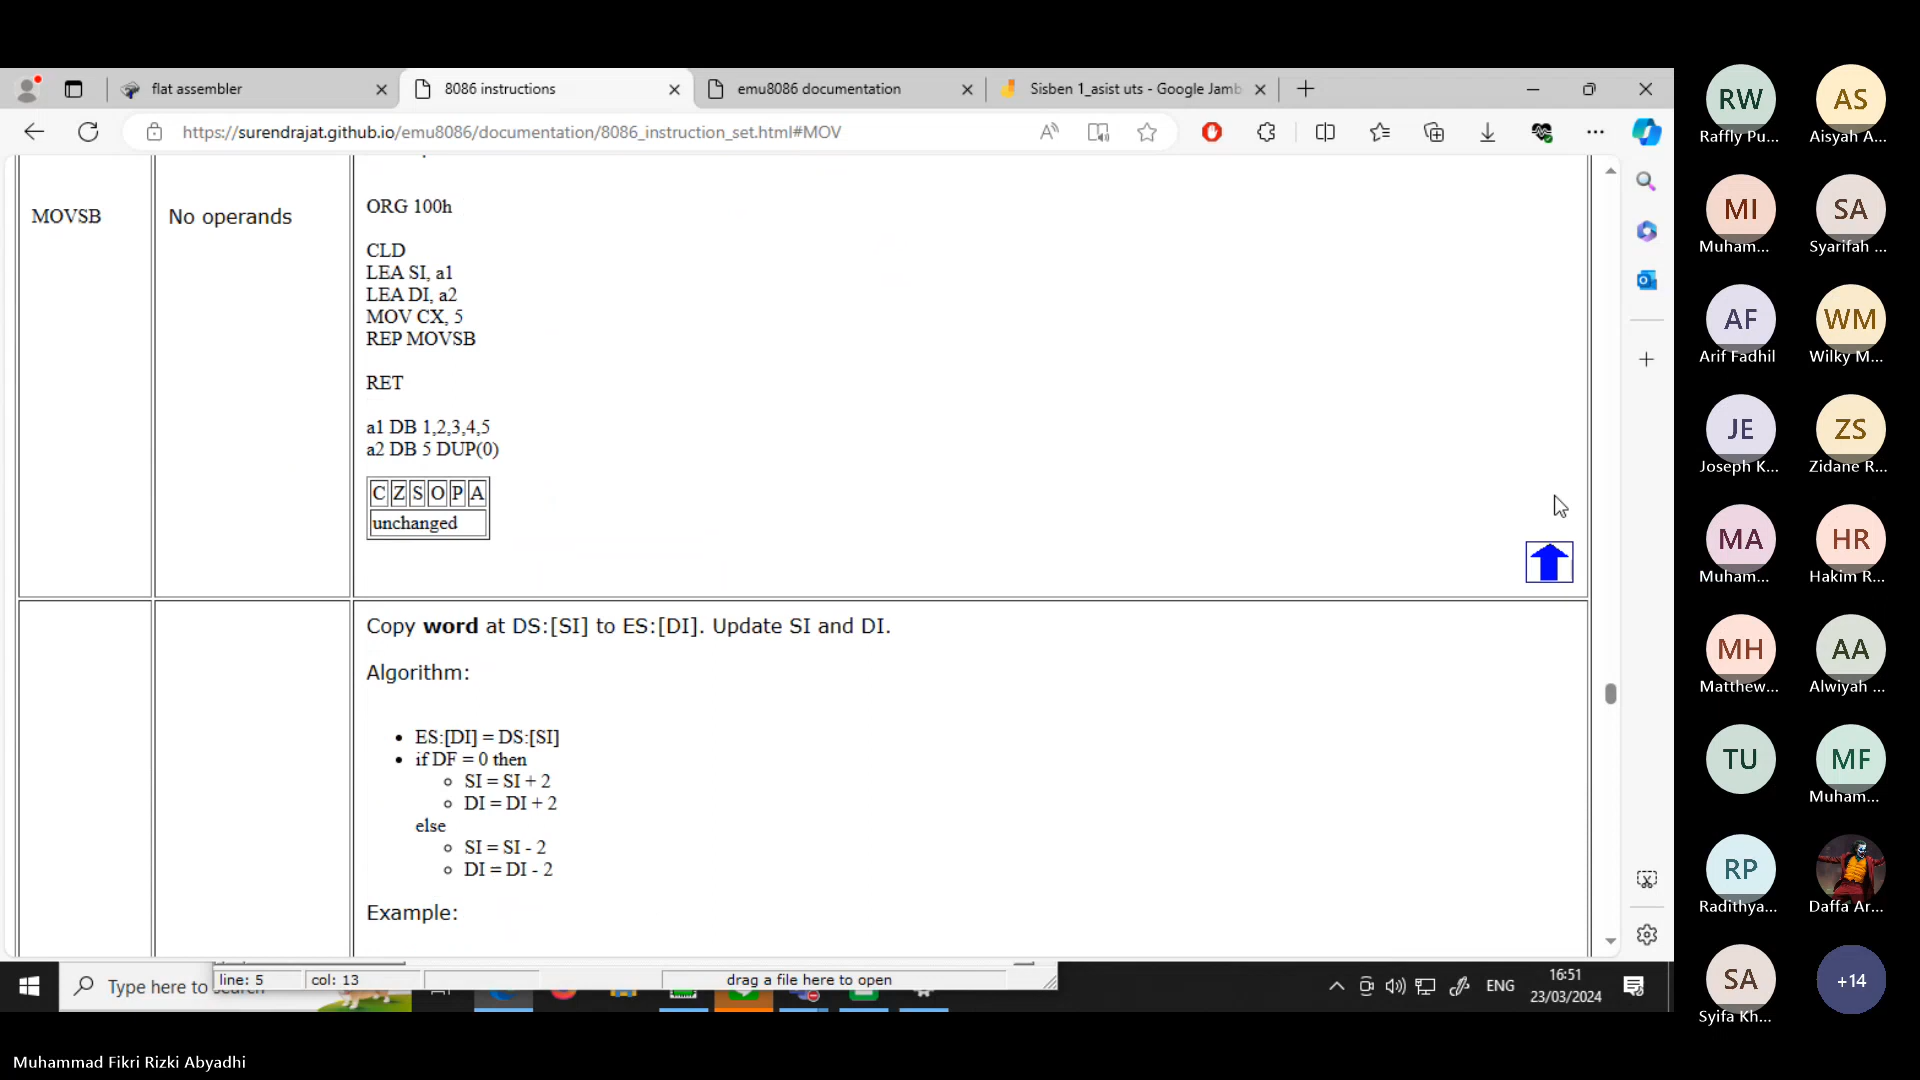 flat assembler
8086 instructions
emu8086 documentation
Sisben 1_asist uts - Google Jamb
https://surendrajat.github.io/emu8086/documentation/8086_instruction_set.html#MOV
MOVSB
No operands
ORG 100h
CLD
LEA SI, a1
LEA DI, a2
MOV CX, 5
REP MOVSB
RET
a1 DB 1,2,3,4,5
a2 DB 5 DUP(0)
C Z S O P A
unchanged
Copy word at DS:[SI] to ES:[DI]. Update SI and DI.
Algorithm:
• ES:[DI] = DS:[SI]
• if DF = 0 then
○ SI = SI + 2
○ DI = DI + 2
else
○ SI = SI - 2
○ DI = DI - 2
Example:
Type here to
line: 5
col: 13
drag a file here to open
ENG
16:51
23/03/2024
RW
Raffly Pu...
AS
Aisyah A...
MI
Muham...
SA
Syarifah ...
AF
Arif Fadhil
WM
Wilky M...
JE
Joseph K...
ZS
Zidane R...
MA
Muham...
HR
Hakim R...
MH
Matthew...
AA
Alwiyah ...
TU
MF
Muham...
RP
Radithya...
Daffa Ar...
SA
Syifa Kh...
+14
Muhammad Fikri Rizki Abyadhi